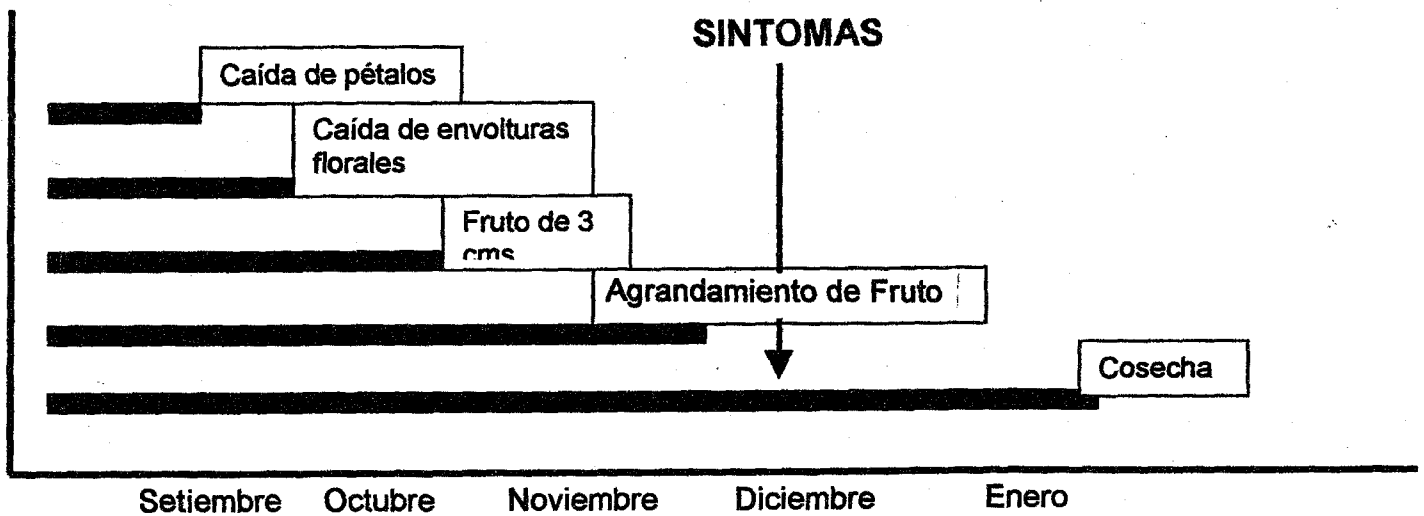 SINTOMAS
Caída de pétalos
Caída de envolturas
florales
Fruto de 3
cms
Agrandamiento de Fruto
Cosecha
Setiembre Octubre Noviembre Diciembre Enero